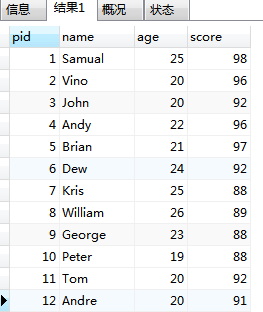 信息 结果1 概况 状态
pid name age score
1 Samual 25 98
2 Vino 20 96
3 John 20 92
4 Andy 22 96
5 Brian 21 97
6 Dew 24 92
7 Kris 25 88
8 William 26 89
9 George 23 88
10 Peter 19 88
11 Tom 20 92
12 Andre 20 91